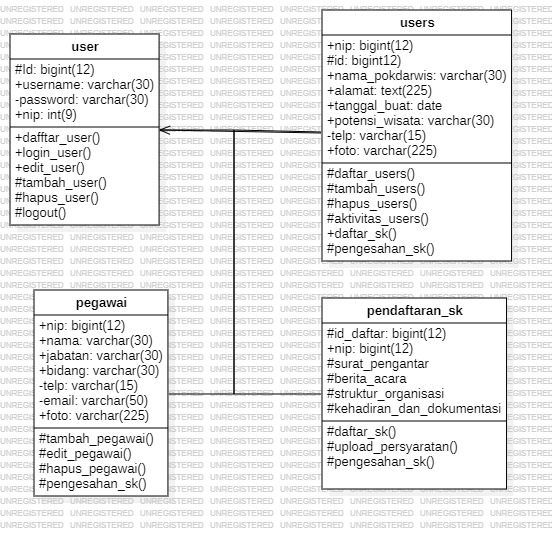 user
#Id: bigint(12)
+username: varchar(30)
-password: varchar(30)
+nip: int(9)
+dafftar_user()
+login_user()
+edit_user()
#tambah_user()
#hapus_user()
#logout()
users
+nip: bigint(12)
#id: bigint12)
+nama_pokdarwis: varchar(30)
+alamat: text(225)
+tanggal_buat: date
+potensi_wisata: varchar(30)
-telp: varchar(15)
+foto: varchar(225)
#daftar_users()
#tambah_users()
#hapus_users()
#aktivitas_users()
+daftar_sk()
#pengesahan_sk()
pegawai
+nip: bigint(12)
+nama: varchar(30)
+jabatan: varchar(30)
+bidang: varchar(30)
-telp: varchar(15)
-email: varchar(50)
+foto: varchar(225)
#tambah_pegawai()
#edit_pegawai()
#hapus_pegawai()
#pengesahan_sk()
pendaftaran_sk
#id_daftar: bigint(12)
+nip: bigint(12)
#surat_pengantar
#berita_acara
#struktur_organisasi
#kehadiran_dan_dokumentasi
#daftar_sk()
#upload_persyaratan()
#pengesahan_sk()
UNREGISTERED